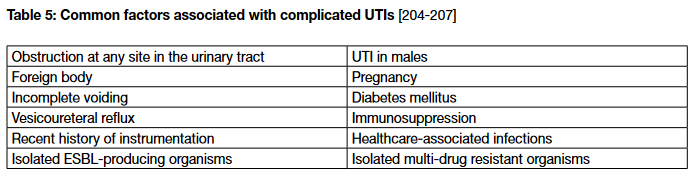 Table 5: Common factors associated with complicated UTIs [204-207]
Obstruction at any site in the urinary tract UTI in males
Foreign body Pregnancy
Incomplete voiding Diabetes mellitus
Vesicoureteral reflux Immunosuppression
Recent history of instrumentation Healthcare-associated infections
Isolated ESBL-producing organisms Isolated multi-drug resistant organisms